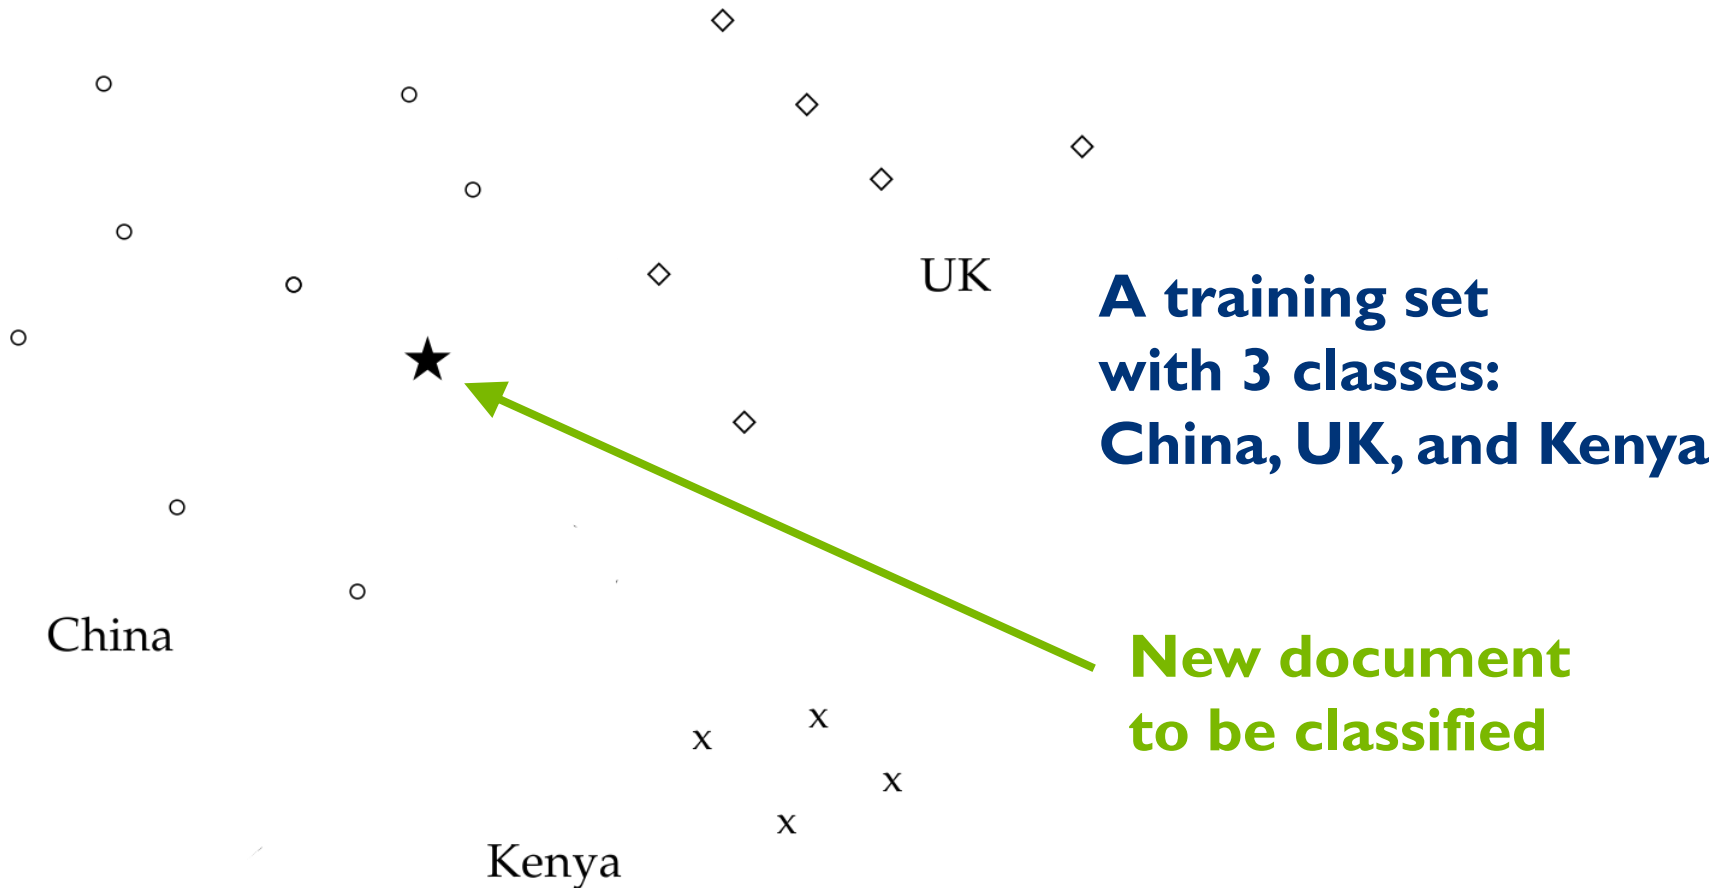 UK
A training set
with 3 classes:
China, UK, and Kenya
China
New document
to be classified
x
x
x
x
Kenya